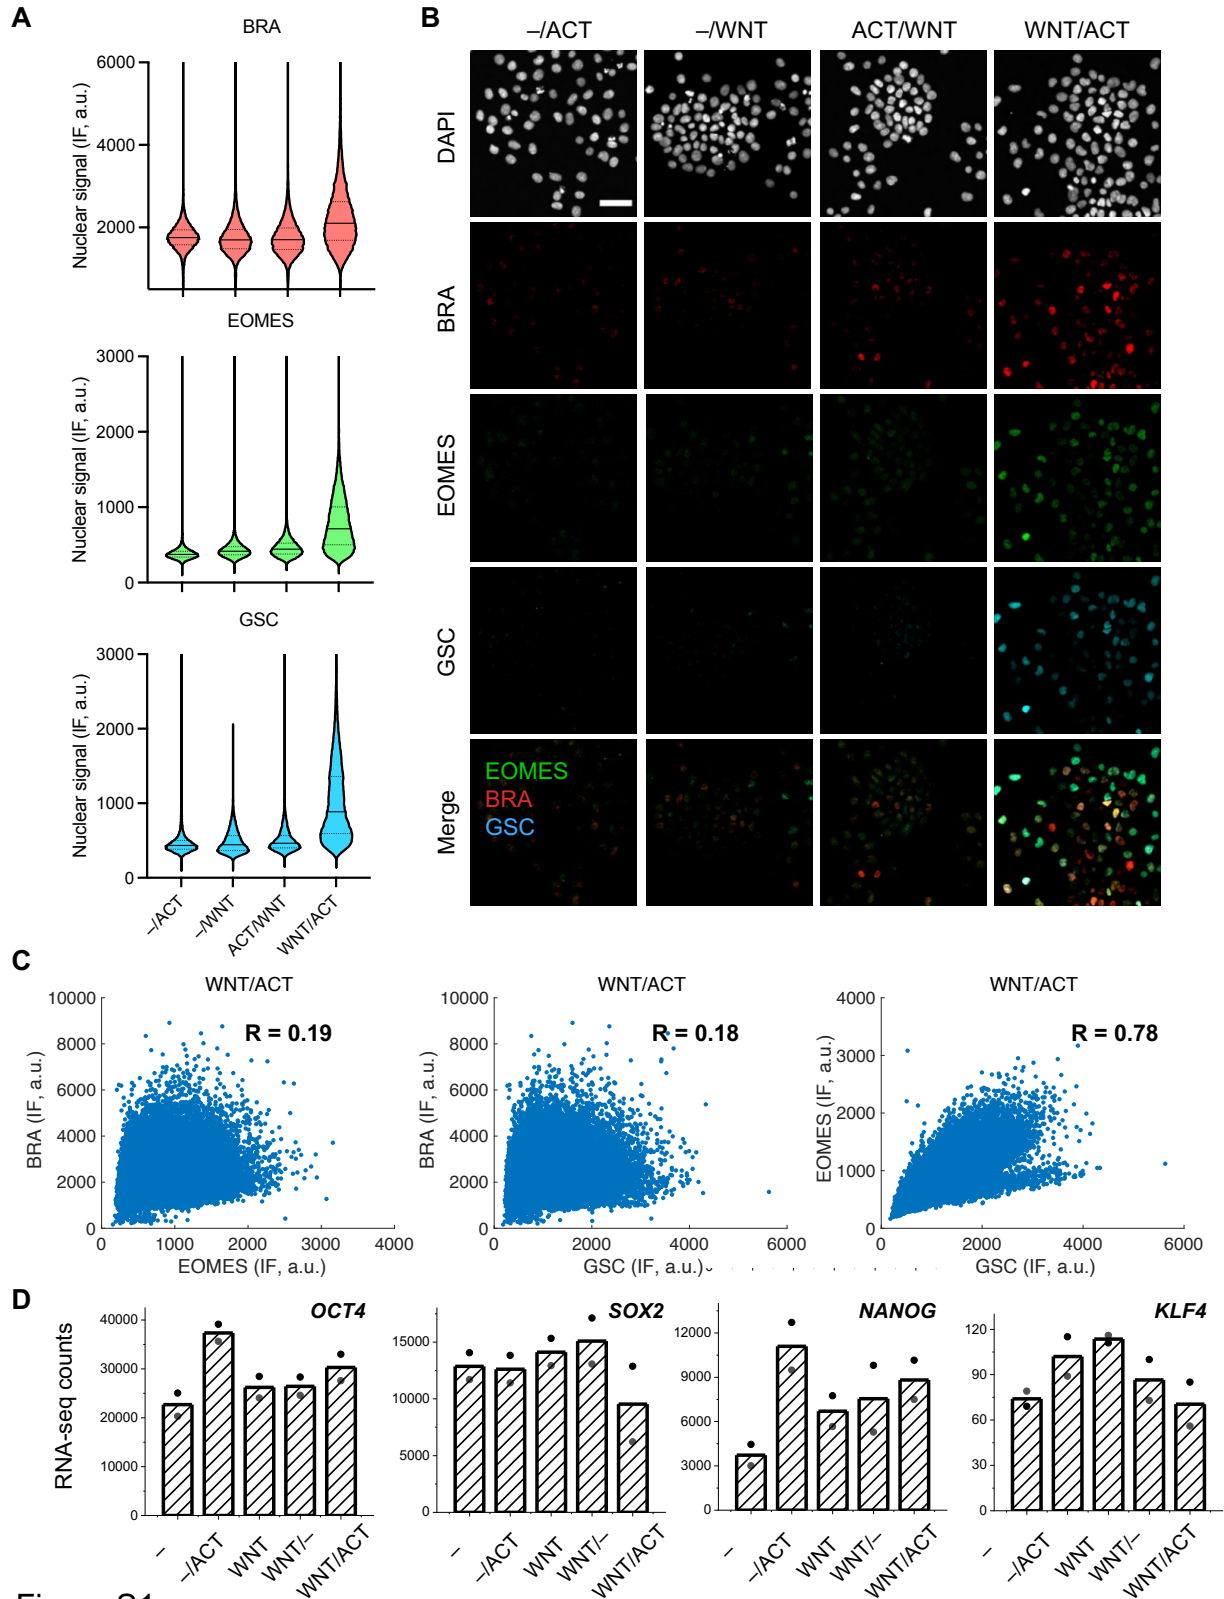 A
BRA
Nuclear signal (IF, a.u.)
6000
4000
2000
EOMES
Nuclear signal (IF, a.u.)
3000
2000
1000
0
GSC
Nuclear signal (IF, a.u.)
3000
2000
1000
0
–/ACT
–/WNT
ACT/WNT
WNT/ACT
B
–/ACT –/WNT ACT/WNT WNT/ACT
DAPI
BRA
EOMES
GSC
Merge
EOMES
BRA
GSC
C
WNT/ACT
R = 0.19
BRA (IF, a.u.)
10000
8000
6000
4000
2000
0
0 1000 2000 3000 4000
EOMES (IF, a.u.)
WNT/ACT
R = 0.18
BRA (IF, a.u.)
10000
8000
6000
4000
2000
0
0 2000 4000 6000
GSC (IF, a.u.)
WNT/ACT
R = 0.78
EOMES (IF, a.u.)
4000
3000
2000
1000
0
0 2000 4000 6000
GSC (IF, a.u.)
D
RNA-seq counts
OCT4
40000
30000
20000
10000
0
– –/ACT WNT WNT/– WNT/ACT
SOX2
15000
10000
5000
0
– –/ACT WNT WNT/– WNT/ACT
NANOG
12000
9000
6000
3000
0
– –/ACT WNT WNT/– WNT/ACT
KLF4
120
90
60
30
0
– –/ACT WNT WNT/– WNT/ACT